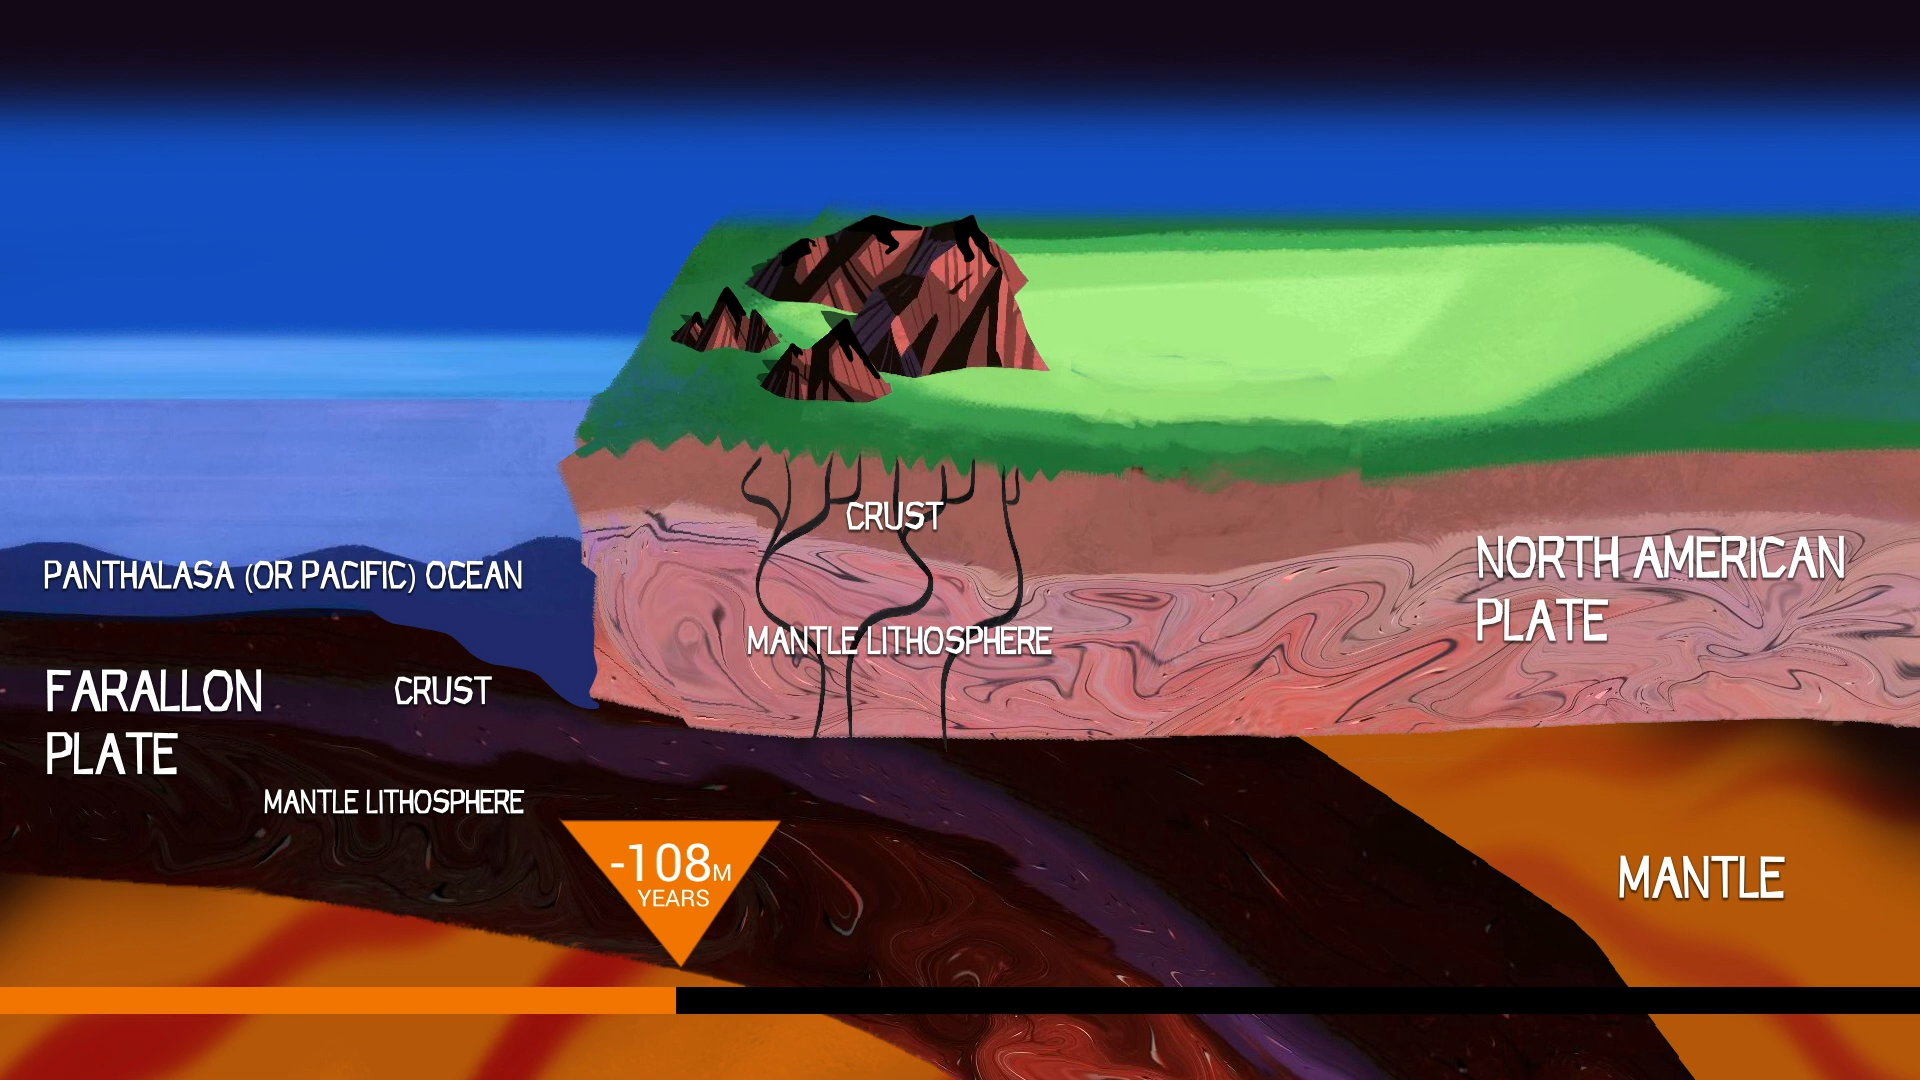 CRUST
PANTHALASA (OR PACIFIC) OCEAN
NORTH AMERICAN
PLATE
MANTLE LITHOSPHERE
FARALLON
PLATE
CRUST
MANTLE LITHOSPHERE
-108M
YEARS
MANTLE